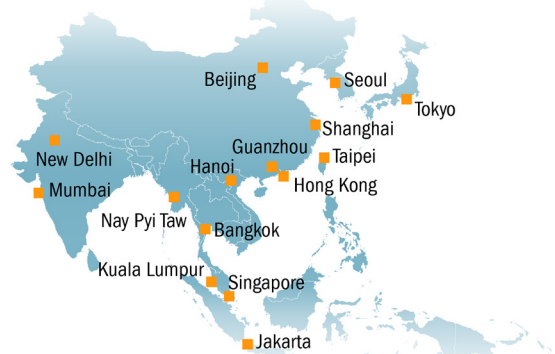 Beijing
Seoul
Tokyo
Shanghai
Guanzhou
Taipei
New Delhi
Hanoi
Hong Kong
Mumbai
Nay Pyi Taw
Bangkok
Kuala Lumpur
Singapore
Jakarta